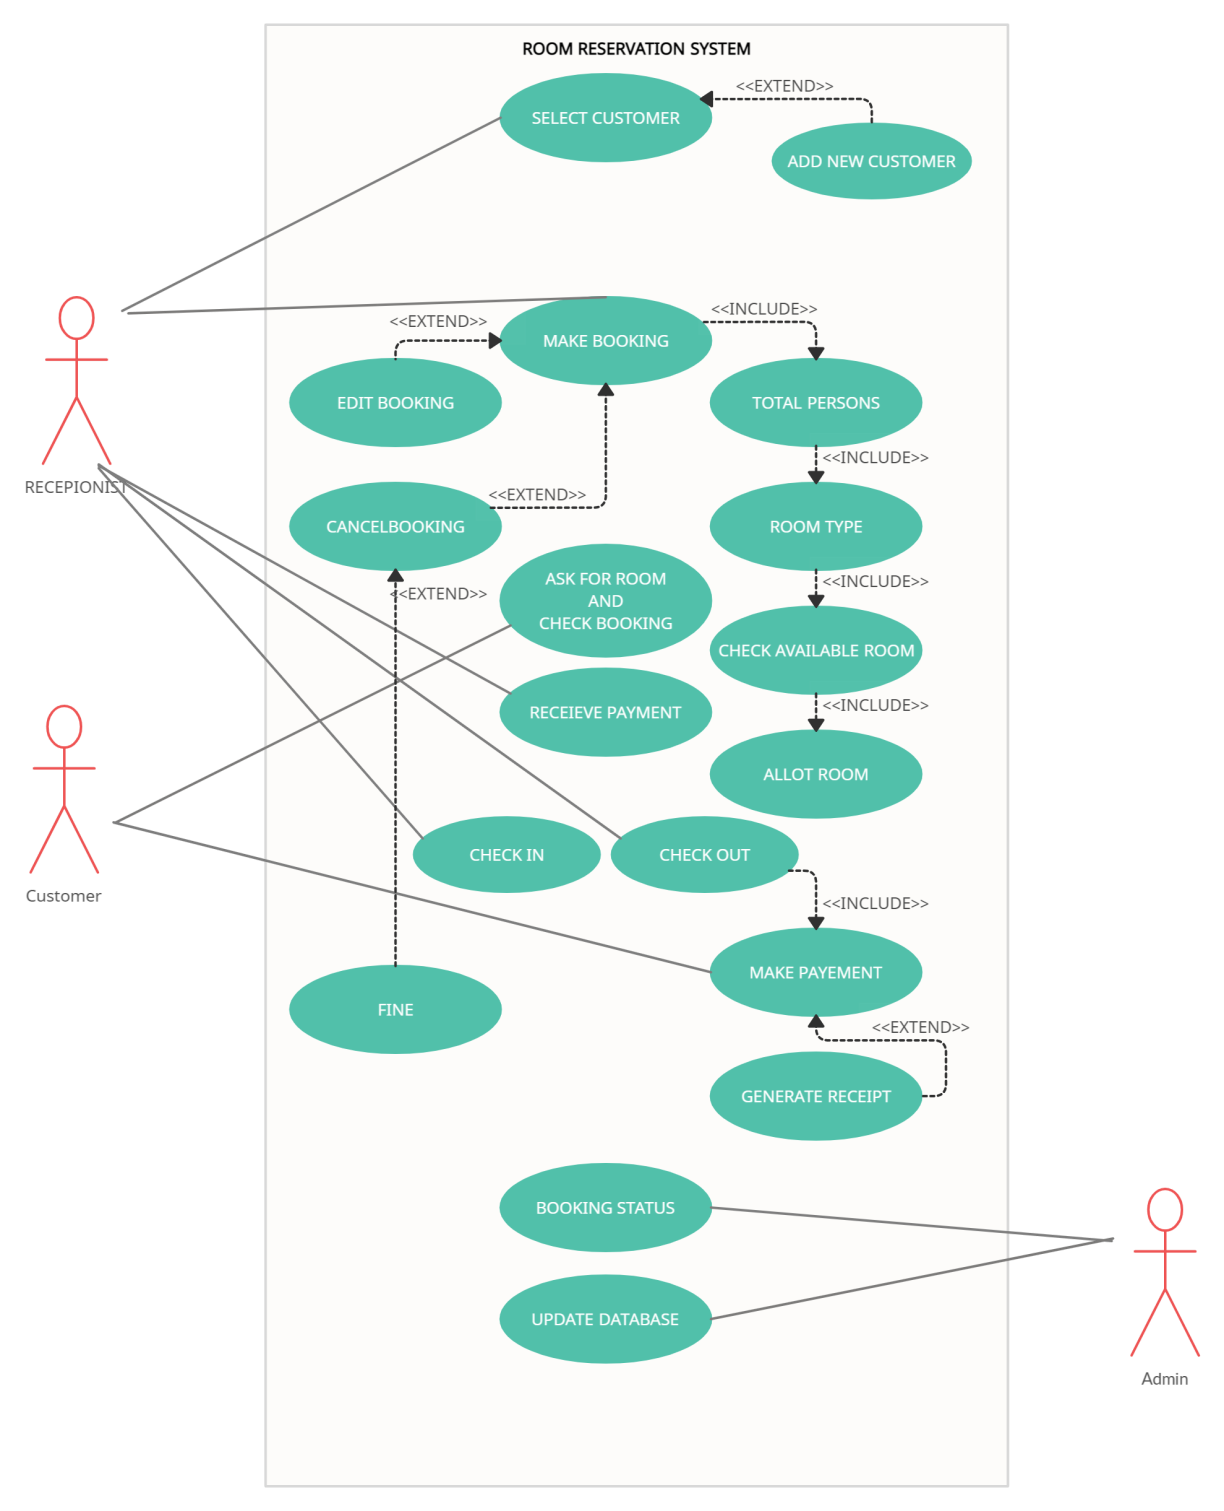 ROOM RESERVATION SYSTEM
<<EXTEND>>
SELECT CUSTOMER
ADD NEW CUSTOMER
<<INCLUDE>>
<<EXTEND>>
MAKE BOOKING
EDIT BOOKING
TOTAL PERSONS
<<INCLUDE>>
RECEPIONIST
<<EXTEND>>
CANCELBOOKING
ROOM TYPE
ASK FOR ROOM
AND
CHECK BOOKING
<<INCLUDE>>
<<EXTEND>>
CHECK AVAILABLE ROOM
<<INCLUDE>>
RECEIEVE PAYMENT
ALLOT ROOM
CHECK IN
CHECK OUT
Customer
<<INCLUDE>>
MAKE PAYEMENT
FINE
<<EXTEND>>
GENERATE RECEIPT
BOOKING STATUS
UPDATE DATABASE
Admin